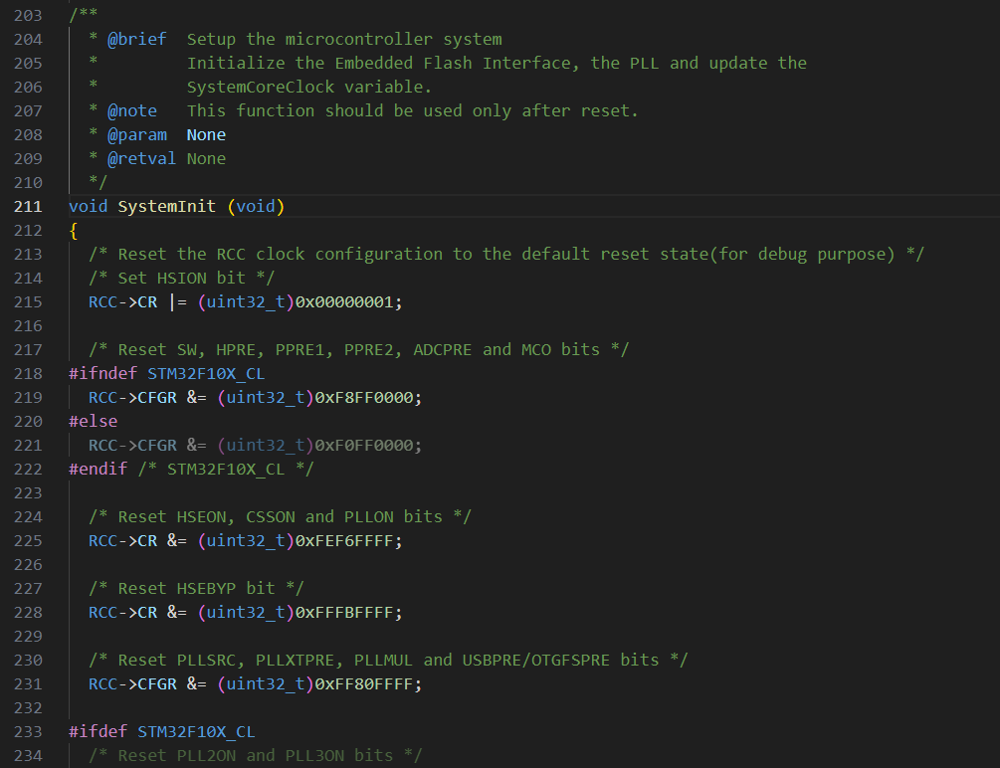 203 /**
204   * @brief  Setup the microcontroller system
205   *         Initialize the Embedded Flash Interface, the PLL and update the
206   *         SystemCoreClock variable.
207   * @note   This function should be used only after reset.
208   * @param  None
209   * @retval None
210   */
211 void SystemInit (void)
212 {
213   /* Reset the RCC clock configuration to the default reset state(for debug purpose) */
214   /* Set HSION bit */
215   RCC->CR |= (uint32_t)0x00000001;
216
217   /* Reset SW, HPRE, PPRE1, PPRE2, ADCPRE and MCO bits */
218 #ifndef STM32F10X_CL
219   RCC->CFGR &= (uint32_t)0xF8FF0000;
220 #else
221   RCC->CFGR &= (uint32_t)0xF0FF0000;
222 #endif /* STM32F10X_CL */
223
224   /* Reset HSEON, CSSON and PLLON bits */
225   RCC->CR &= (uint32_t)0xFEF6FFFF;
226
227   /* Reset HSEBYP bit */
228   RCC->CR &= (uint32_t)0xFFFBFFFF;
229
230   /* Reset PLLSRC, PLLXTPRE, PLLMUL and USBPRE/OTGFSPRE bits */
231   RCC->CFGR &= (uint32_t)0xFF80FFFF;
232
233 #ifdef STM32F10X_CL
234   /* Reset PLL2ON and PLL3ON bits */